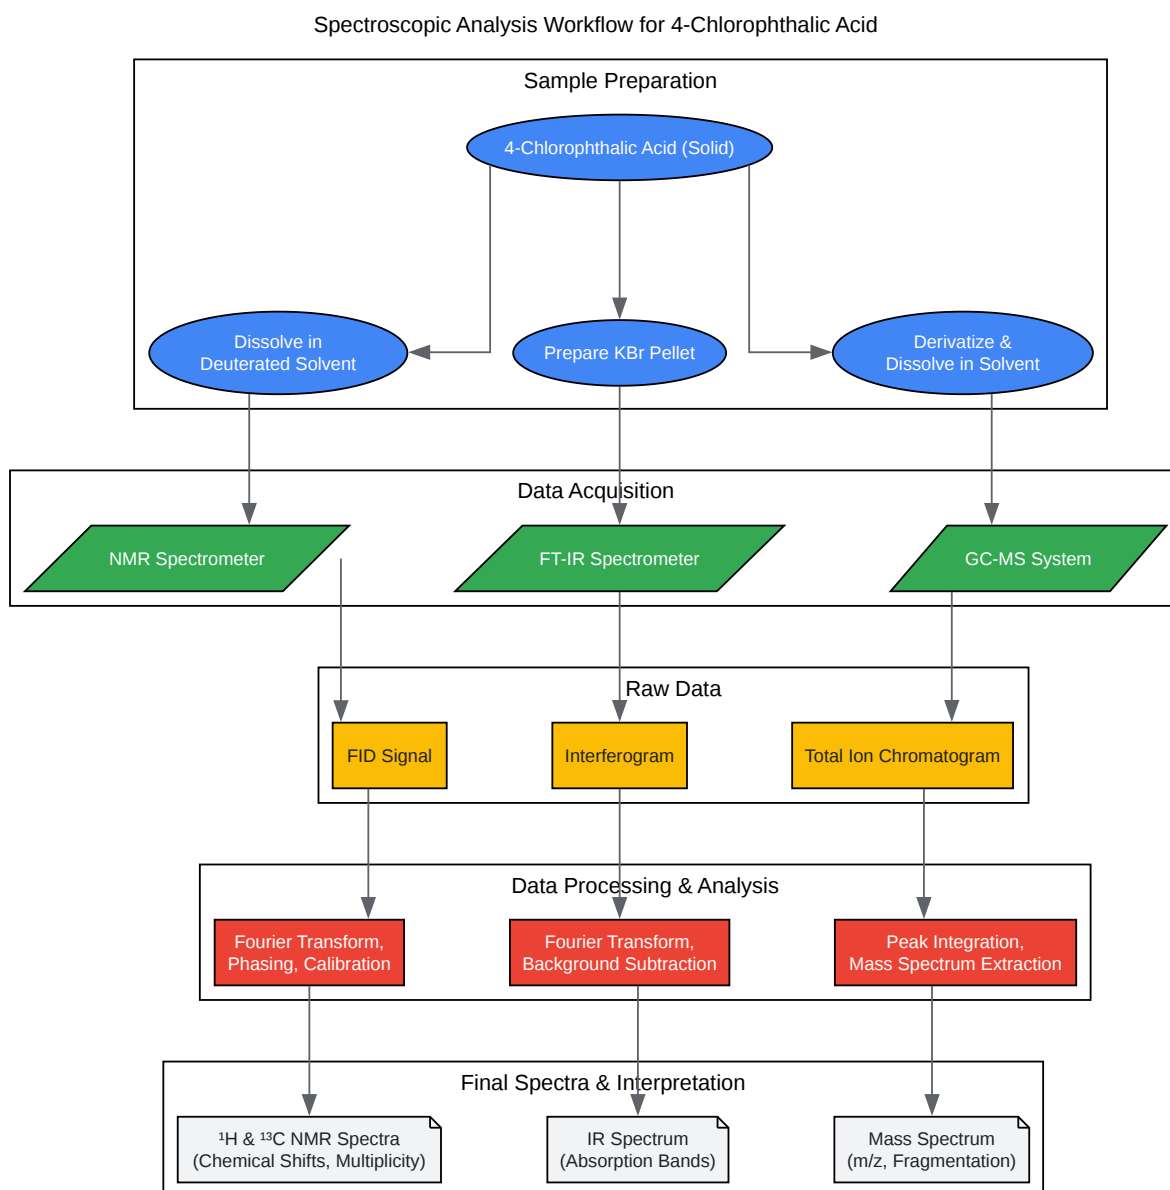 Spectroscopic Analysis Workflow for 4-Chlorophthalic Acid
Sample Preparation
4-Chlorophthalic Acid (Solid)
Dissolve in
Deuterated Solvent
Prepare KBr Pellet
Derivatize &
Dissolve in Solvent
Data Acquisition
NMR Spectrometer
FT-IR Spectrometer
GC-MS System
Raw Data
FID Signal
Interferogram
Total Ion Chromatogram
Data Processing & Analysis
Fourier Transform,
Phasing, Calibration
Fourier Transform,
Background Subtraction
Peak Integration,
Mass Spectrum Extraction
Final Spectra & Interpretation
¹H & ¹³C NMR Spectra
(Chemical Shifts, Multiplicity)
IR Spectrum
(Absorption Bands)
Mass Spectrum
(m/z, Fragmentation)